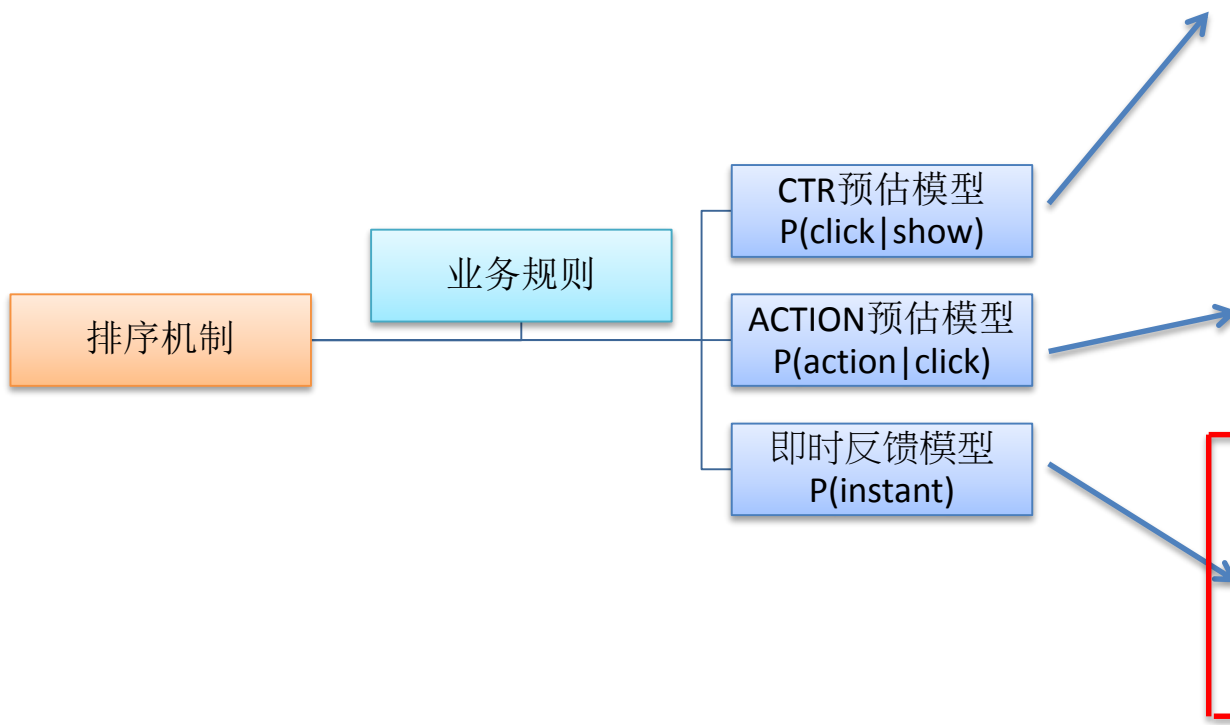 排序机制
业务规则
CTR预估模型
P(click|show)
ACTION预估模型
P(action|click)
即时反馈模型
P(instant)